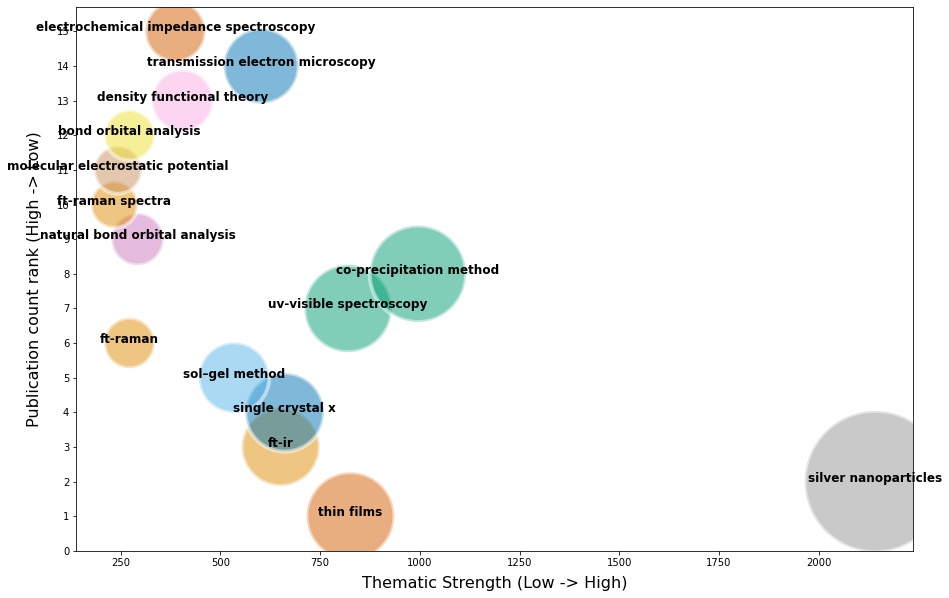 electrochemical impedance spectroscopy
transmission electron microscopy
density functional theory
bond orbital analysis
molecular electrostatic potential
ft-raman spectra
natural bond orbital analysis
co-precipitation method
uv-visible spectroscopy
ft-raman
sol–gel method
single crystal x
ft-ir
silver nanoparticles
thin films
Publication count rank (High -> Low)
15
14
13
12
11
10
9
8
7
6
5
4
3
2
1
0
250
500
750
1000
1250
1500
1750
2000
Thematic Strength (Low -> High)